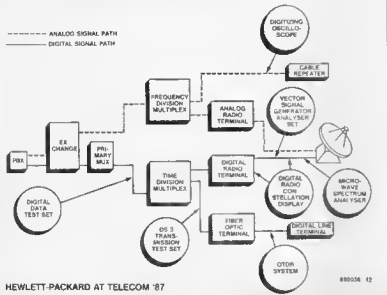 ANALOG SIGNAL PATH
DIGITAL SIGNAL PATH
DIGITIZING
OSCILLO-
SCOPE
CABLE
REPEATER
FREQUENCY
DIVISION
MULTIPLEX
ANALOG
RADIO
TERMINAL
VECTOR
SIGNAL
GENERATOR
ANALYSER
SET
EX
CHANGE
PRI-
MARY
MUX
PBX
TIME
DIVISION
MULTIPLEX
DIGITAL
RADIO
TERMINAL
DIGITAL
RADIO
CON
STELLATION
DISPLAY
MICRO-
WAVE
SPECTRUM
ANALYSER
DIGITAL
DATA
TEST SET
DS 3
TRANS-
MISSION
TEST SET
FIBER
OPTIC
TERMINAL
DIGITAL LINE
TERMINAL
OTDR
SYSTEM
HEWLETT-PACKARD AT TELECOM '87